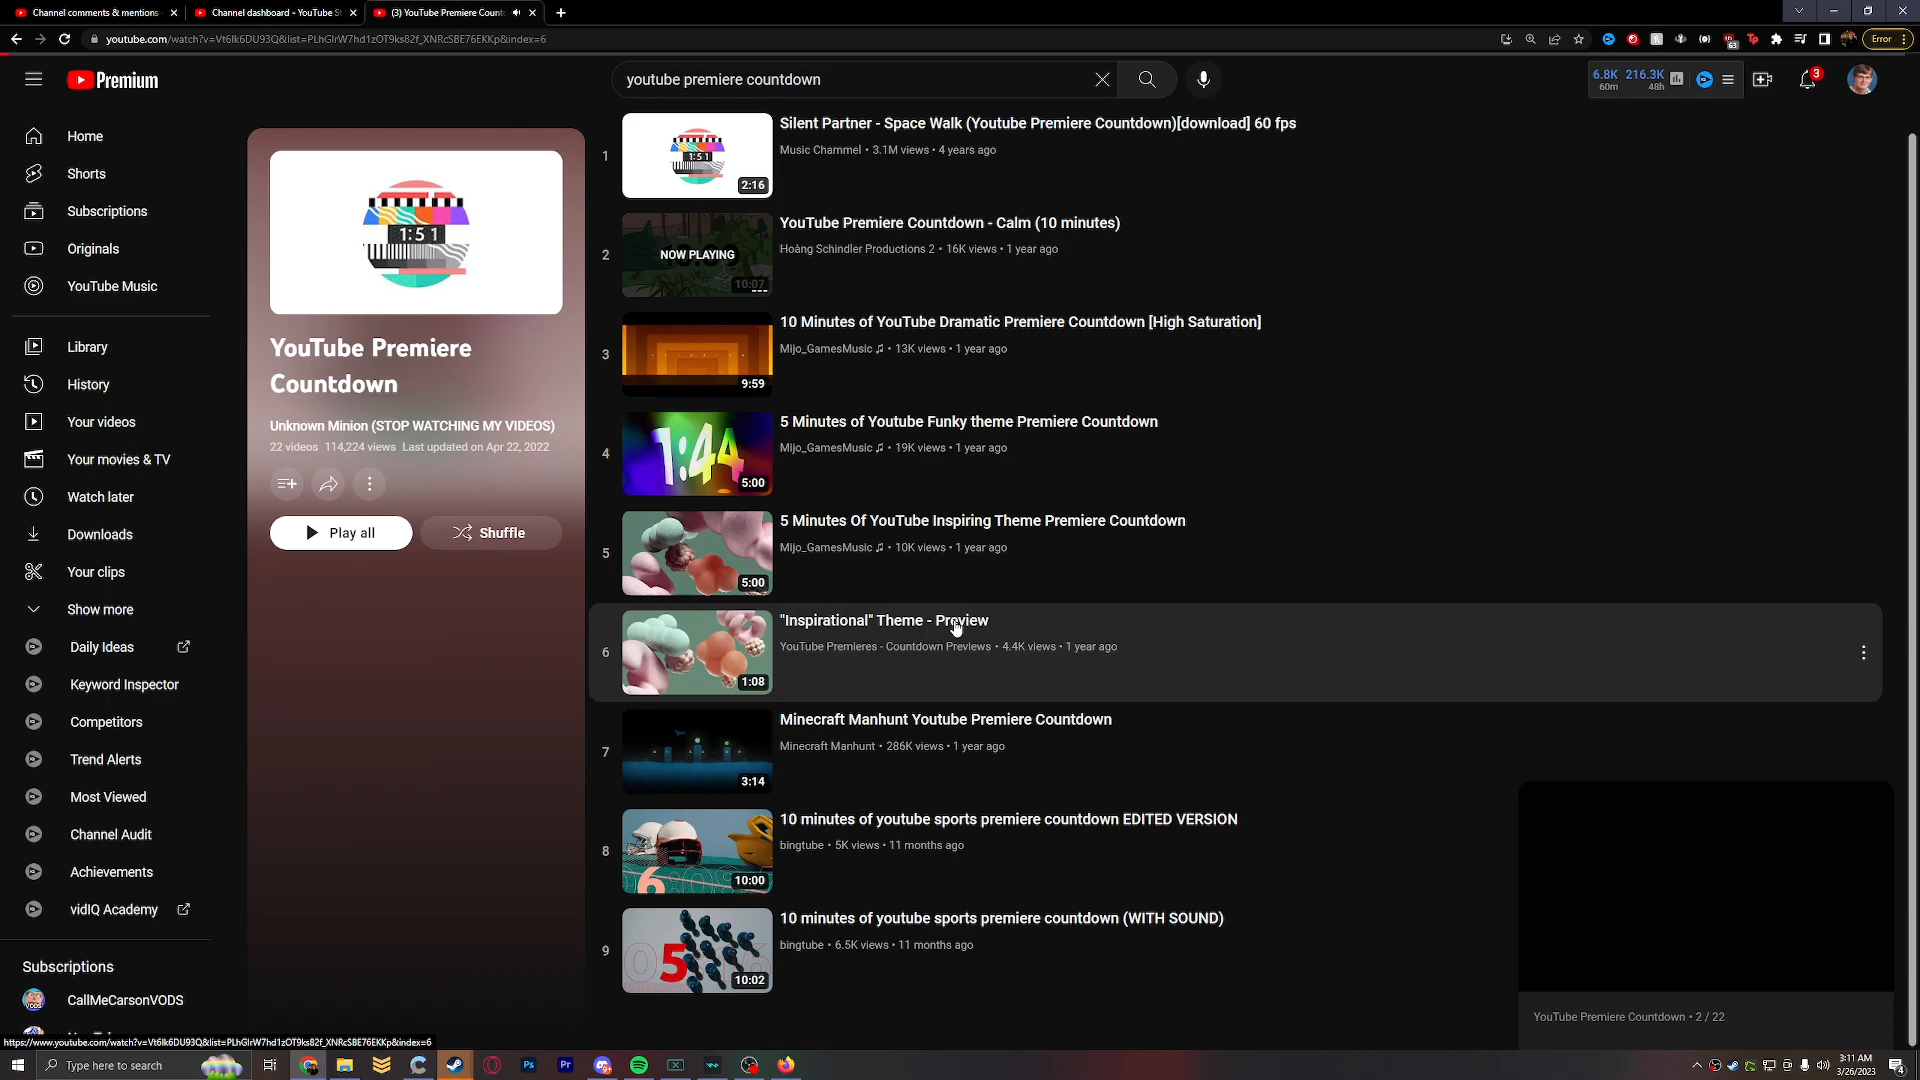 Channel comments & mentions
Channel dashboard - YouTube St
(3) YouTube Premiere Count
youtube.com/watch?v=Vt6Ik6DU93Q&list=PLhGIrW7hd1zOT9ks82f_XNRcSBE76EKKp&index=6
63
Tp
Error
Premium
youtube premiere countdown
6.8K
60m
216.3K
48h
3
Home
Shorts
Subscriptions
Originals
YouTube Music
Library
History
Your videos
Your movies & TV
Watch later
Downloads
Your clips
Show more
Daily Ideas
Keyword Inspector
Competitors
Trend Alerts
Most Viewed
Channel Audit
Achievements
vidIQ Academy
Subscriptions
CallMeCarsonVODS
1:51
YouTube Premiere
Countdown
Unknown Minion (STOP WATCHING MY VIDEOS)
22 videos 114,224 views Last updated on Apr 22, 2022
Play all
Shuffle
1
1:51
2:16
Silent Partner - Space Walk (Youtube Premiere Countdown)[download] 60 fps
Music Chammel • 3.1M views • 4 years ago
2
NOW PLAYING
10:07
YouTube Premiere Countdown - Calm (10 minutes)
Hoàng Schindler Productions 2 • 16K views • 1 year ago
3
9:59
10 Minutes of YouTube Dramatic Premiere Countdown [High Saturation]
Mijo_GamesMusic ♫ • 13K views • 1 year ago
4
1:44
5:00
5 Minutes of Youtube Funky theme Premiere Countdown
Mijo_GamesMusic ♫ • 19K views • 1 year ago
5
5:00
5 Minutes Of YouTube Inspiring Theme Premiere Countdown
Mijo_GamesMusic ♫ • 10K views • 1 year ago
6
1:08
"Inspirational" Theme - Preview
YouTube Premieres - Countdown Previews • 4.4K views • 1 year ago
7
3:14
Minecraft Manhunt Youtube Premiere Countdown
Minecraft Manhunt • 286K views • 1 year ago
8
10:00
10 minutes of youtube sports premiere countdown EDITED VERSION
bingtube • 5K views • 11 months ago
9
10:02
10 minutes of youtube sports premiere countdown (WITH SOUND)
bingtube • 6.5K views • 11 months ago
YouTube Premiere Countdown • 2 / 22
https://www.youtube.com/watch?v=Vt6Ik6DU93Q&list=PLhGIrW7hd1zOT9ks82f_XNRcSBE76EKKp&index=6
Type here to search
Ps
Pr
3:11 AM
3/26/2023
4